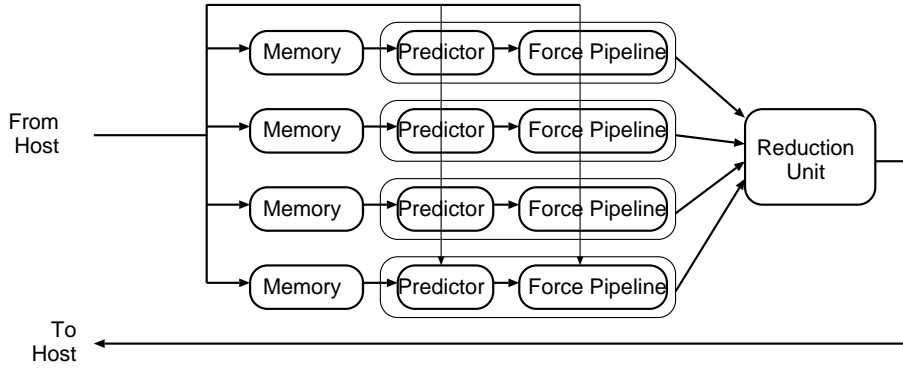 Memory
Predictor
Force Pipeline
Memory
Predictor
Force Pipeline
From
Host
Reduction
Unit
Memory
Predictor
Force Pipeline
Memory
Predictor
Force Pipeline
To
Host